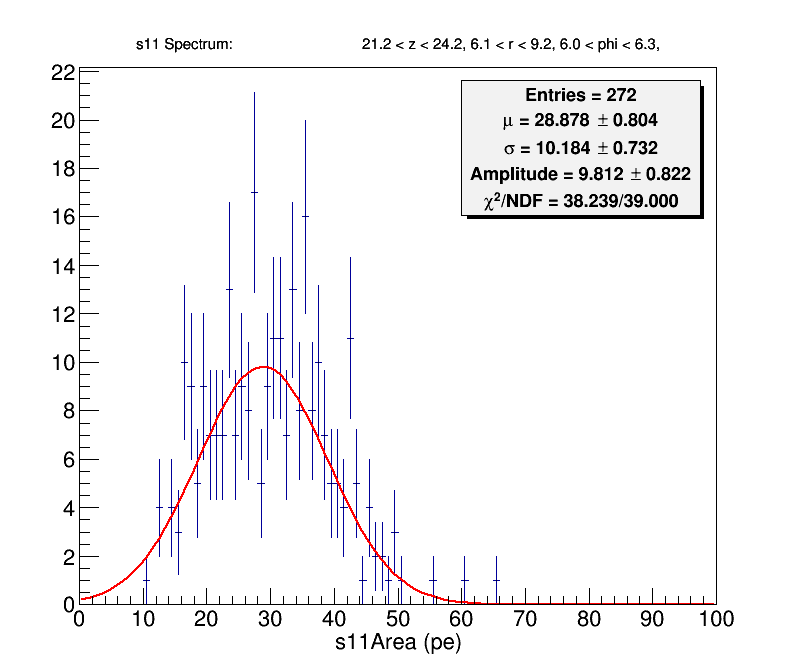 s11 Spectrum: 21.2 < z < 24.2, 6.1 < r < 9.2, 6.0 < phi < 6.3,
Entries = 272
μ = 28.878 ± 0.804
σ = 10.184 ± 0.732
Amplitude = 9.812 ± 0.822
χ²/NDF = 38.239/39.000
22
20
18
16
14
12
10
8
6
4
2
0
0 10 20 30 40 50 60 70 80 90 100
s11Area (pe)